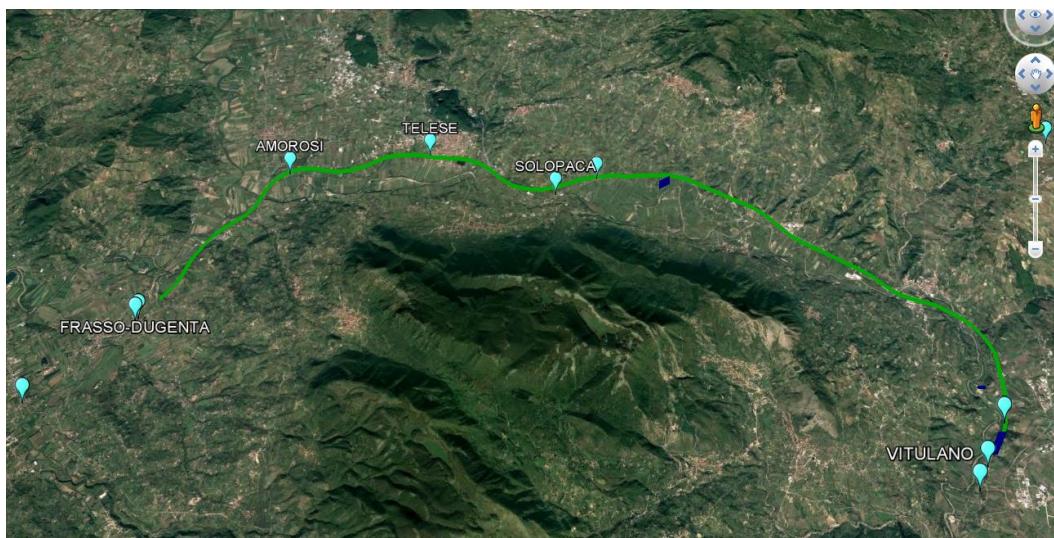 TELESE
AMOROSI
SOLOPACA
FRASSO-DUGENTA
VITULANO